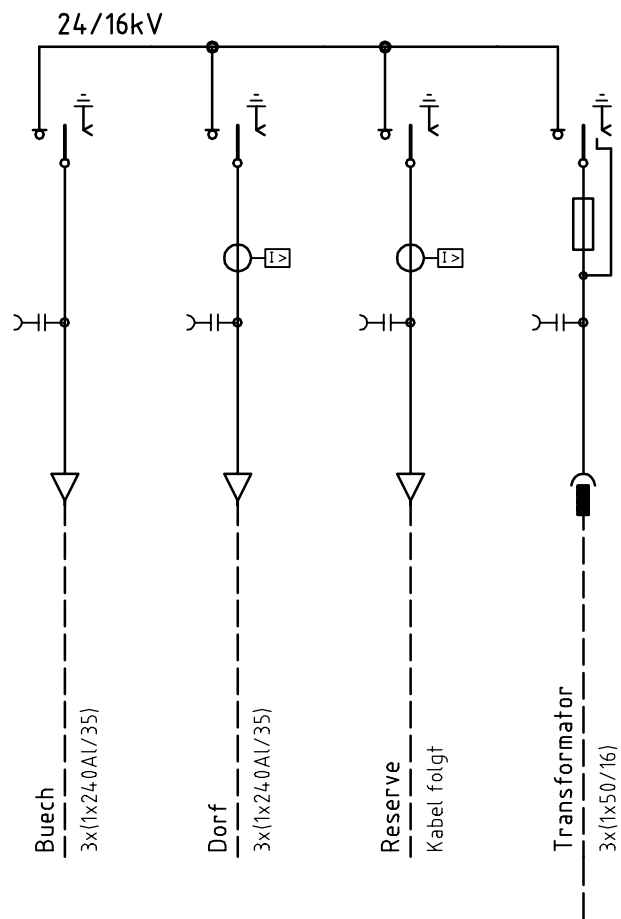 24/16kV
I >
I >
Buech
3x(1x240Al/35)
Dorf
3x(1x240Al/35)
Reserve
Kabel folgt
Transformator
3x(1x50/16)